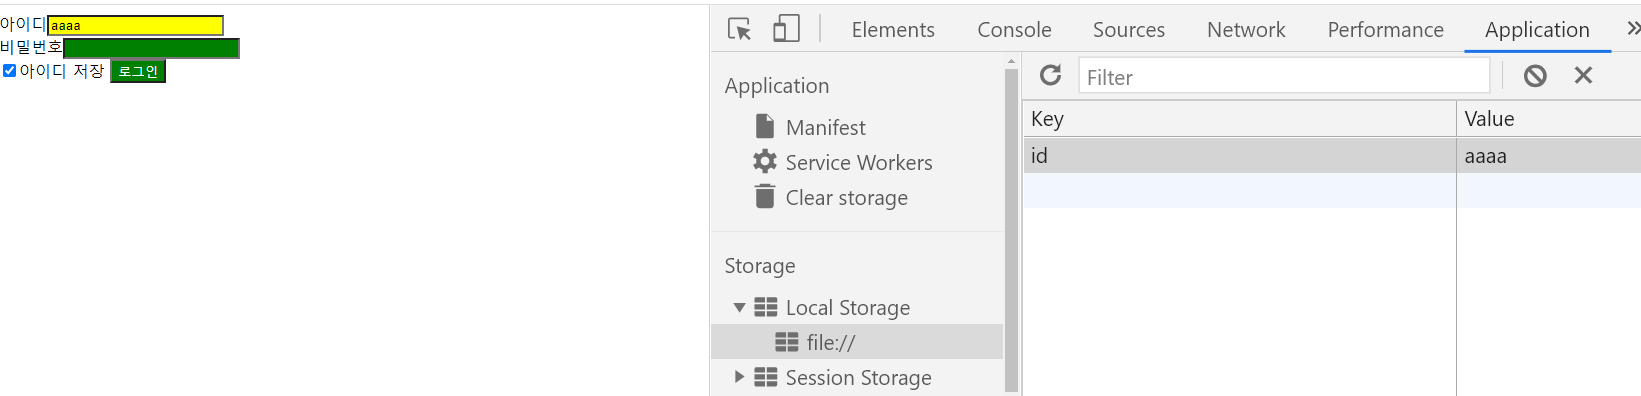 아이디 aaaa
비밀번호
아이디 저장 로그인
Elements Console Sources Network Performance Application »
Application
Manifest
Service Workers
Clear storage
Storage
Local Storage
file://
Session Storage
Filter
Key Value
id aaaa